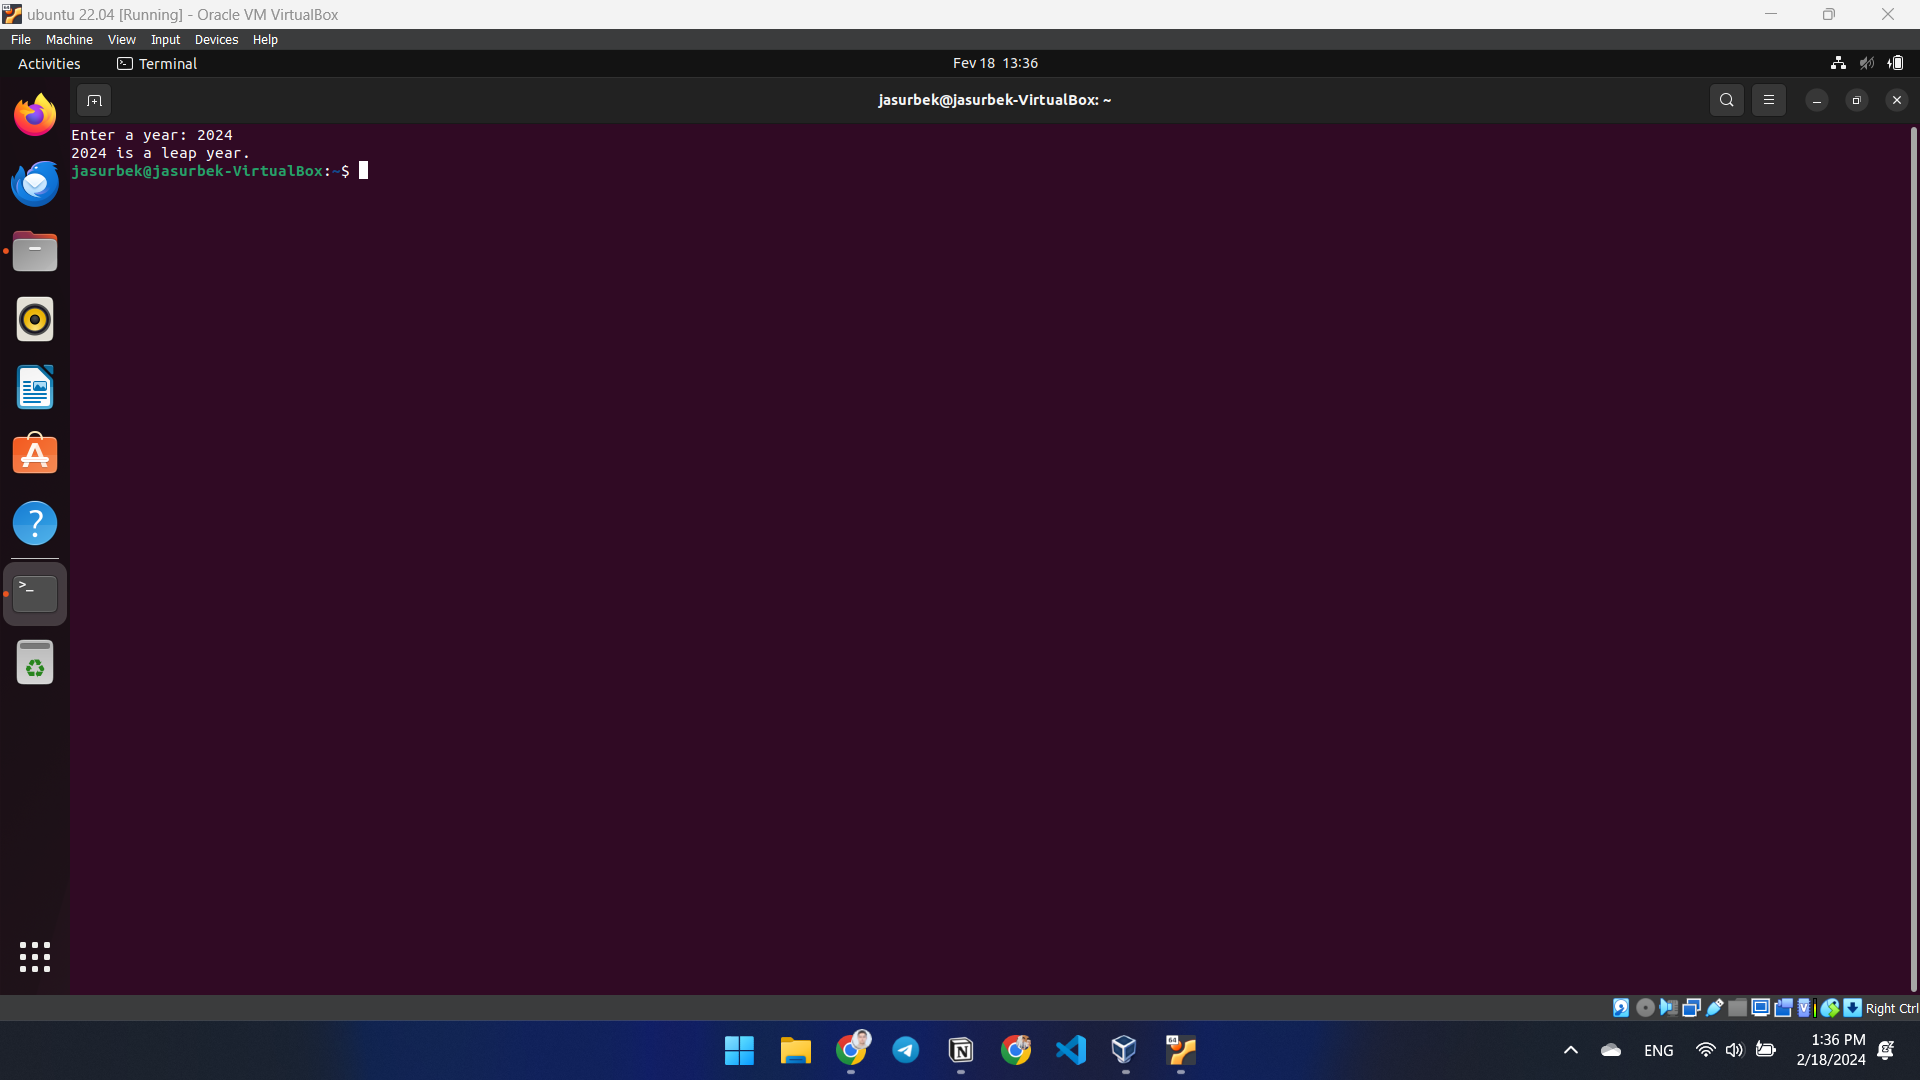 ubuntu 22.04 [Running] - Oracle VM VirtualBox
File Machine View Input Devices Help
Activities Terminal Fev 18 13:36
jasurbek@jasurbek-VirtualBox: ~
Enter a year: 2024
2024 is a leap year.
jasurbek@jasurbek-VirtualBox:~$
Right Ctrl
ENG
1:36 PM
2/18/2024